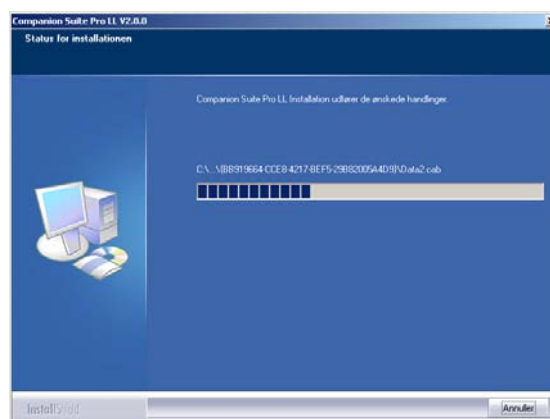 Companion Suite Pro LL V2.0.0
Status for installationen
Companion Suite Pro LL Installation udfører de ønskede handlinger.
C:\...\{BB919664-CCE8-4217-BEF5-29B82005A4D9}\Data2.cab
InstallShield
Annuller